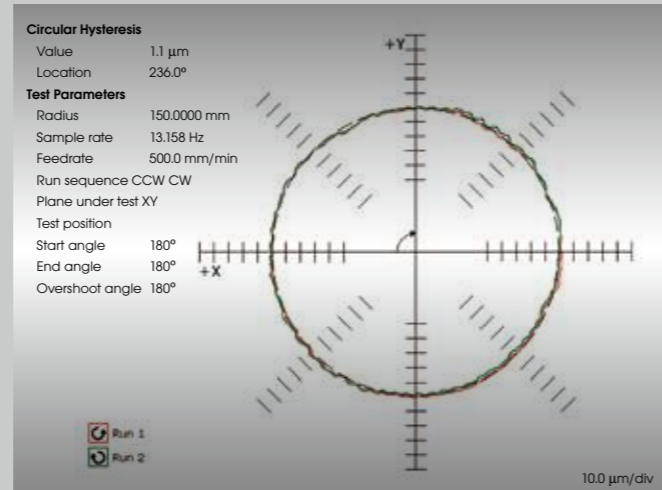 Circular Hysteresis
Value 1.1 µm
Location 236.0°
Test Parameters
Radius 150.0000 mm
Sample rate 13.158 Hz
Feedrate 500.0 mm/min
Run sequence CCW CW
Plane under test XY
Test position
Start angle 180°
End angle 180°
Overshoot angle 180°
+Y
+X
Run 1
Run 2
10.0 µm/div